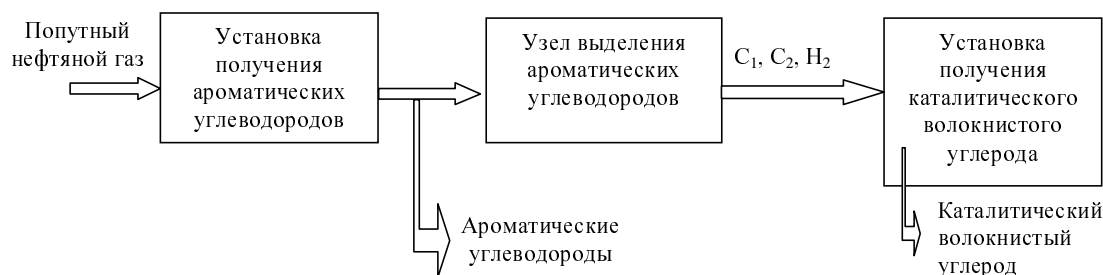 Попутный
нефтяной газ
Установка
получения
ароматических
углеводородов
Узел выделения
ароматических
углеводородов
C₁, C₂, H₂
Установка
получения
каталитического
волокнистого
углерода
Ароматические
углеводороды
Каталитический
волокнистый
углерод